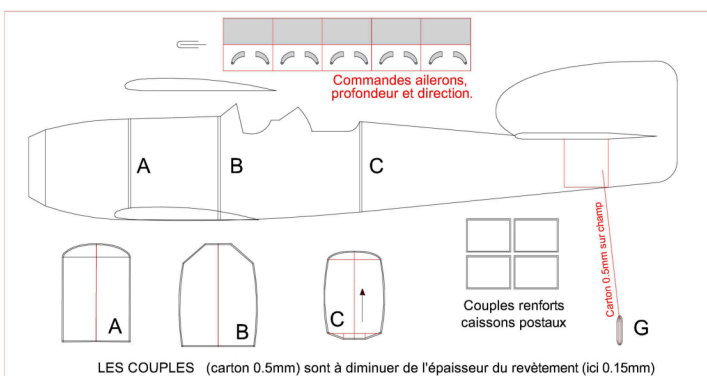 Commandes ailerons,
profondeur et direction.
A
B
C
A
B
C
Couples renforts
caissons postaux
Carton 0.5mm sur champ
G
LES COUPLES (carton 0.5mm) sont à diminuer de l'épaisseur du revètement (ici 0.15mm)